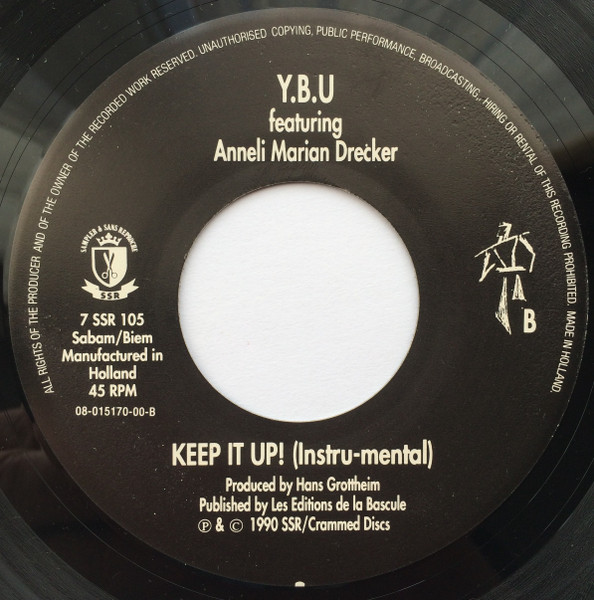 ALL RIGHTS OF THE PRODUCER AND OF THE OWNER OF THE RECORDED WORK RESERVED. UNAUTHORISED COPYING, PUBLIC PERFORMANCE, BROADCASTING,. HIRING OR RENTAL OF THIS RECORDING PROHIBITED. MADE IN HOLLAND.
Y.B.U
featuring
Anneli Marian Drecker
SAMPLER & SANS REPROCHE
SSR
7 SSR 105
Sabam/Biem
Manufactured in
Holland
45 RPM
08-015170-00-B
B
KEEP IT UP! (Instru-mental)
Produced by Hans Grottheim
Published by Les Editions de la Bascule
℗ & © 1990 SSR/Crammed Discs